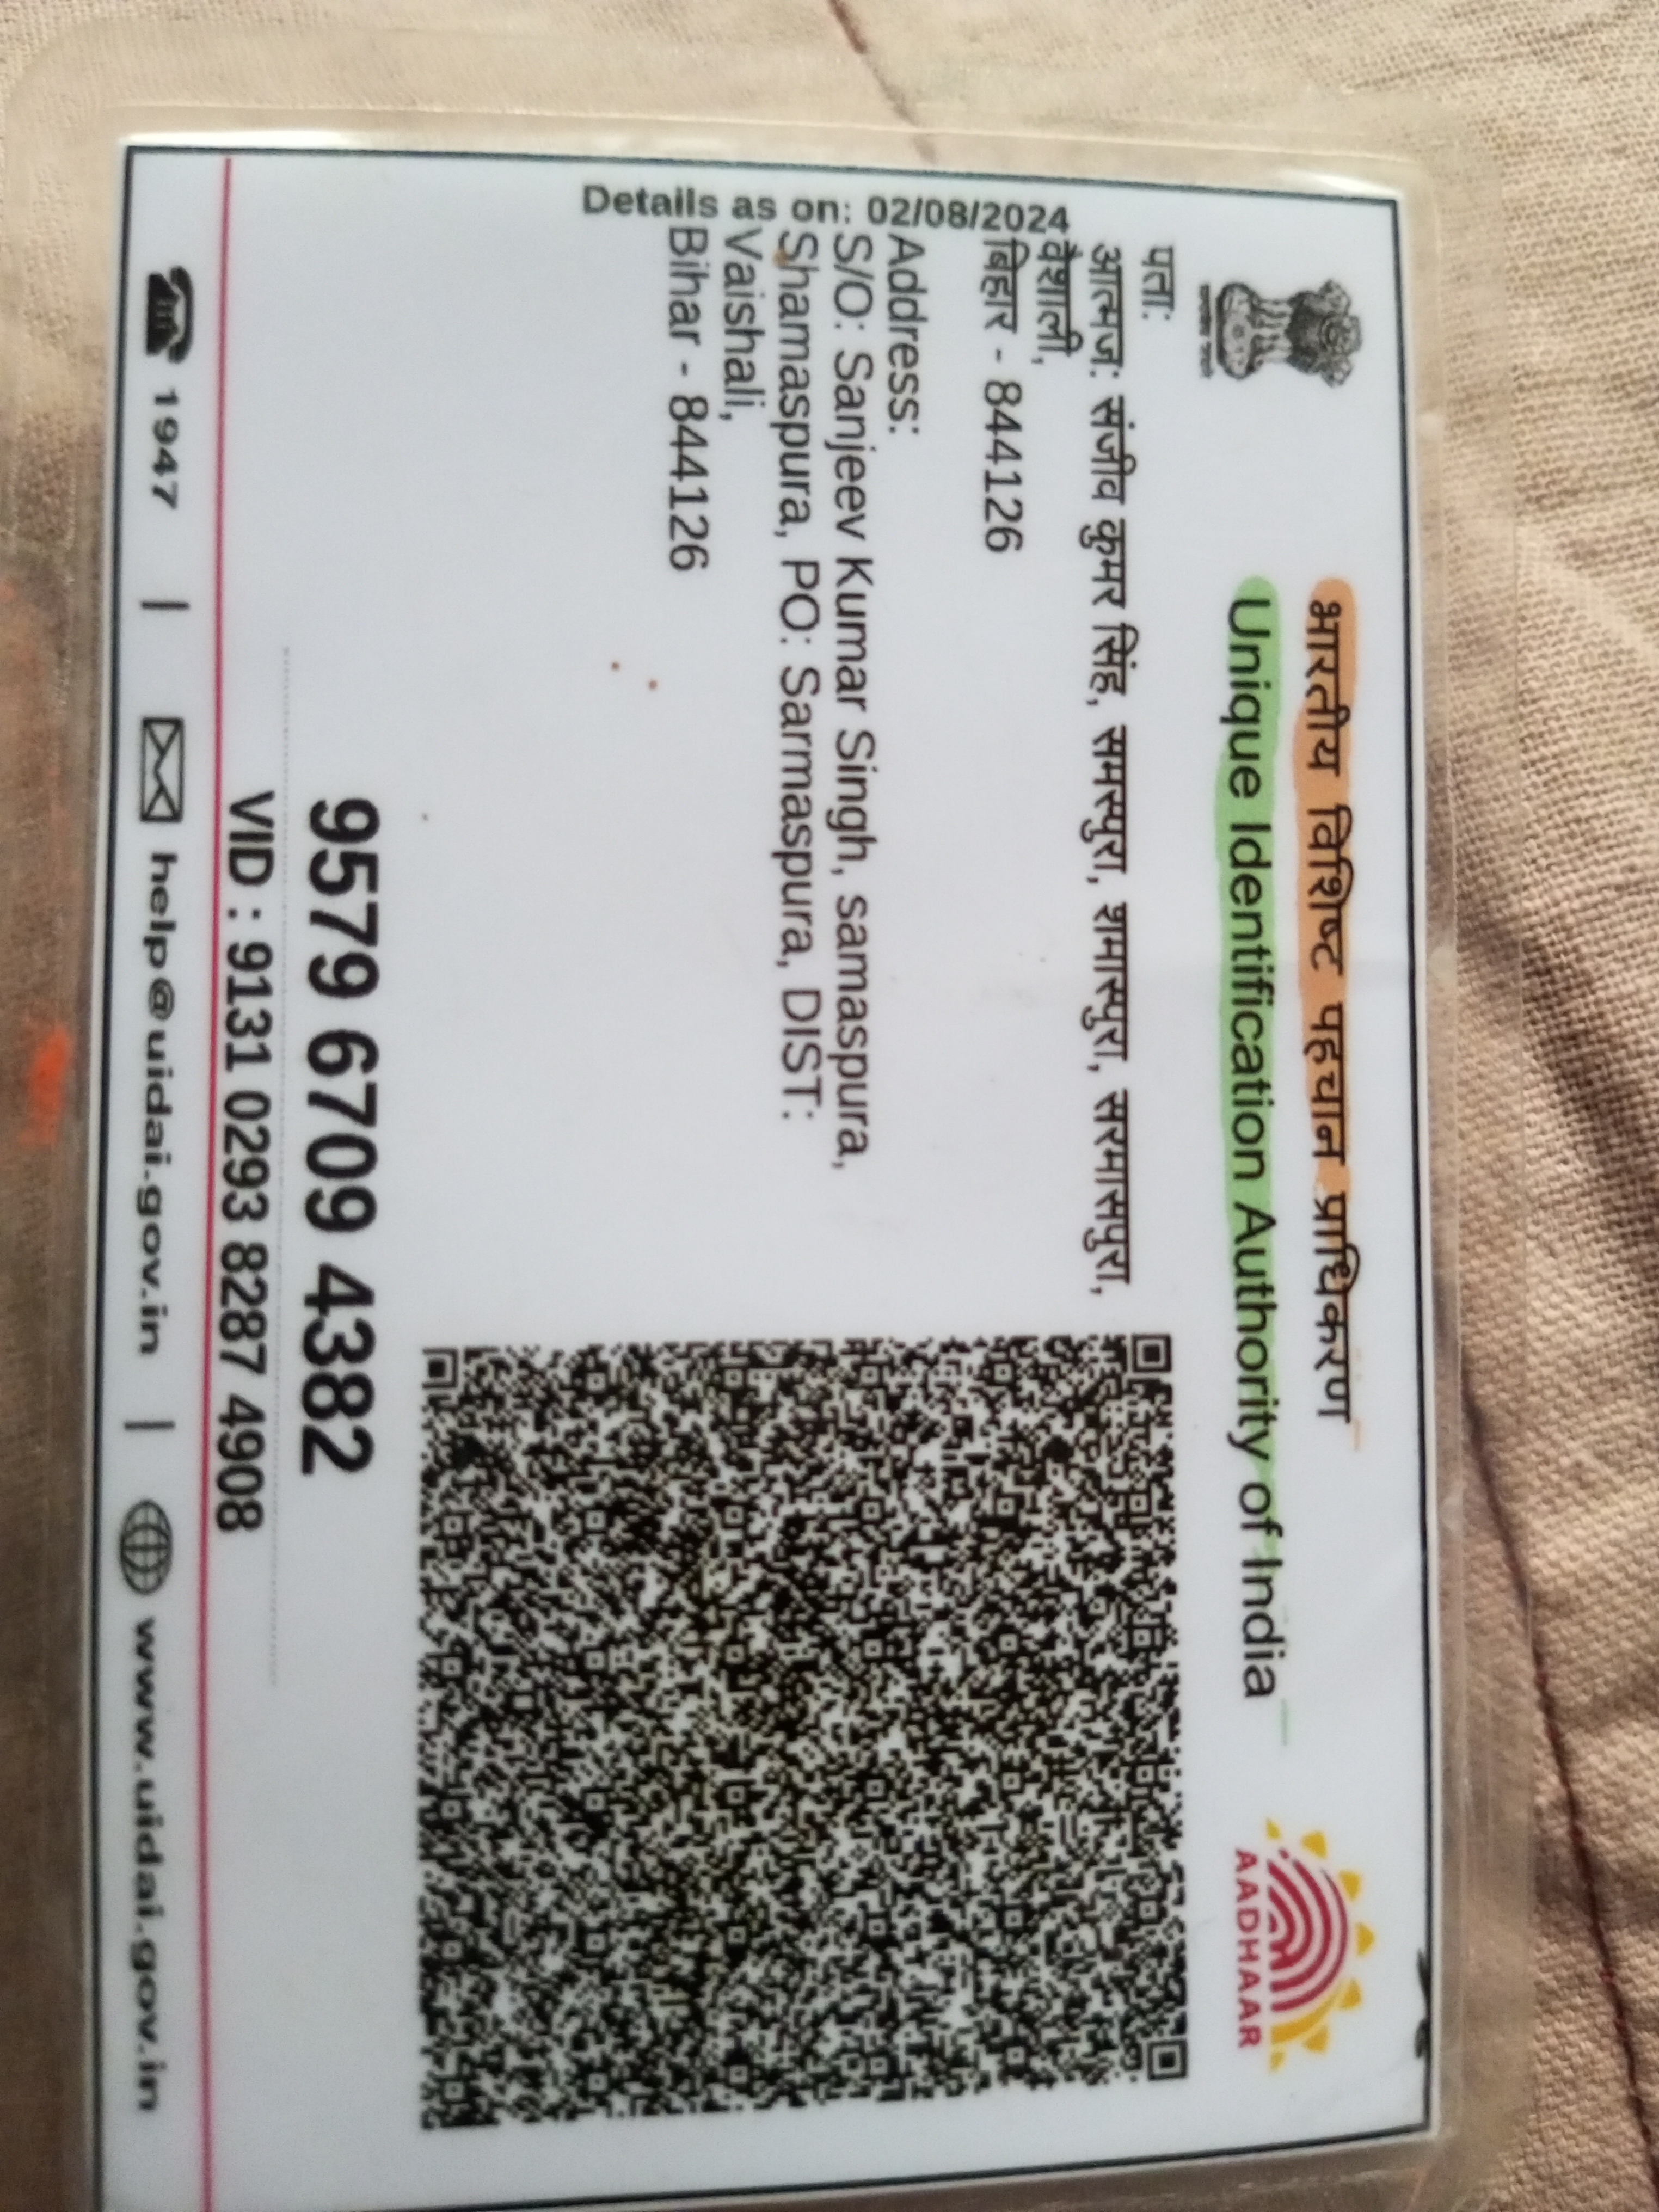 भारतीय विशिष्ट पहचान प्राधिकरण
Unique Identification Authority of India
AADHAAR
Details as on: 02/08/2024
पता:
आत्मज: संजीव कुमर सिंह, समस्पुरा, शमास्पुरा, सरमासपुरा,
वैशाली,
बिहार - 844126
Address:
S/O: Sanjeev Kumar Singh, samaspura,
Shamaspura, PO: Sarmaspura, DIST:
Vaishali,
Bihar - 844126
9579 6709 4382
VID : 9131 0293 8287 4908
1947 | help@uidai.gov.in | www.uidai.gov.in